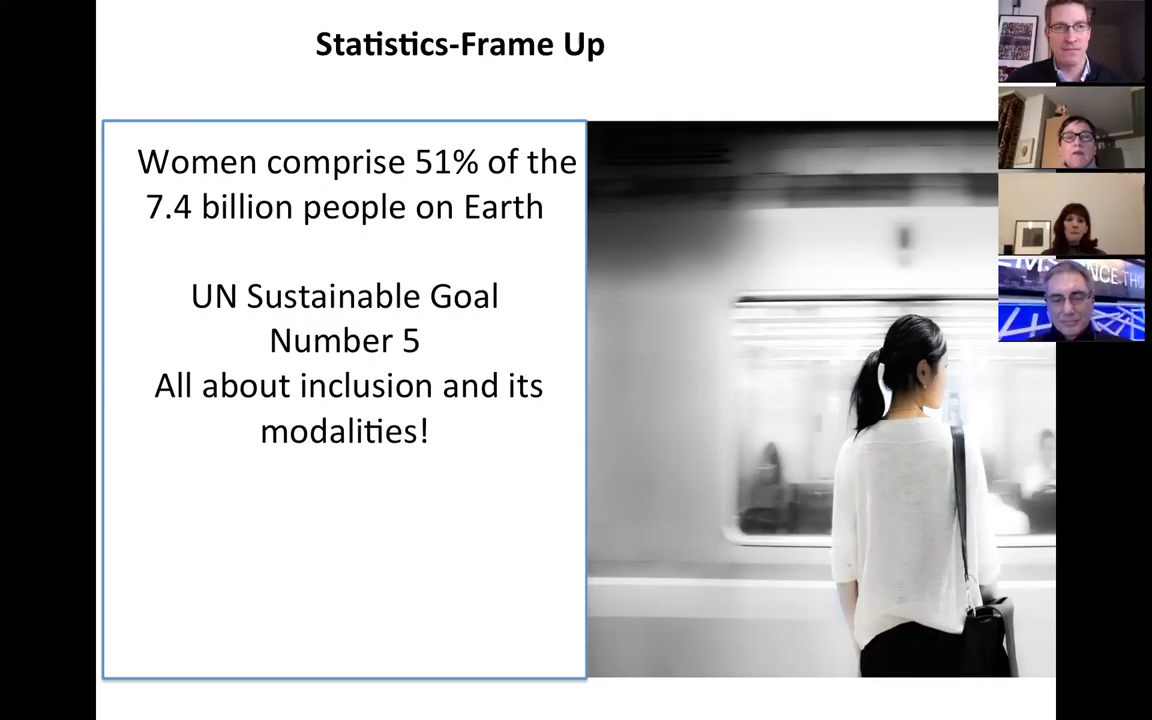 Statistics-Frame Up
Women comprise 51% of the
7.4 billion people on Earth
UN Sustainable Goal
Number 5
All about inclusion and its
modalities!